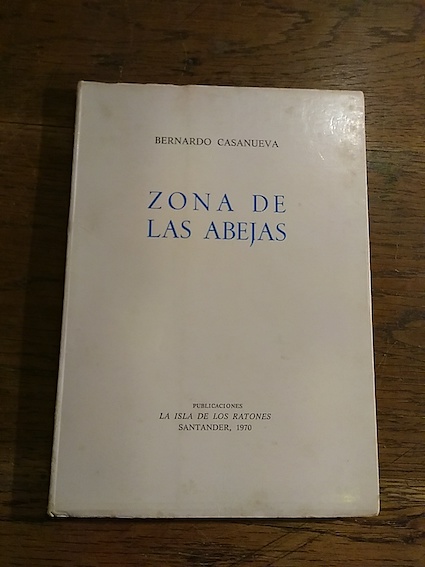 BERNARDO CASANUEVA
ZONA DE
LAS ABEJAS
PUBLICACIONES
LA ISLA DE LOS RATONES
SANTANDER, 1970